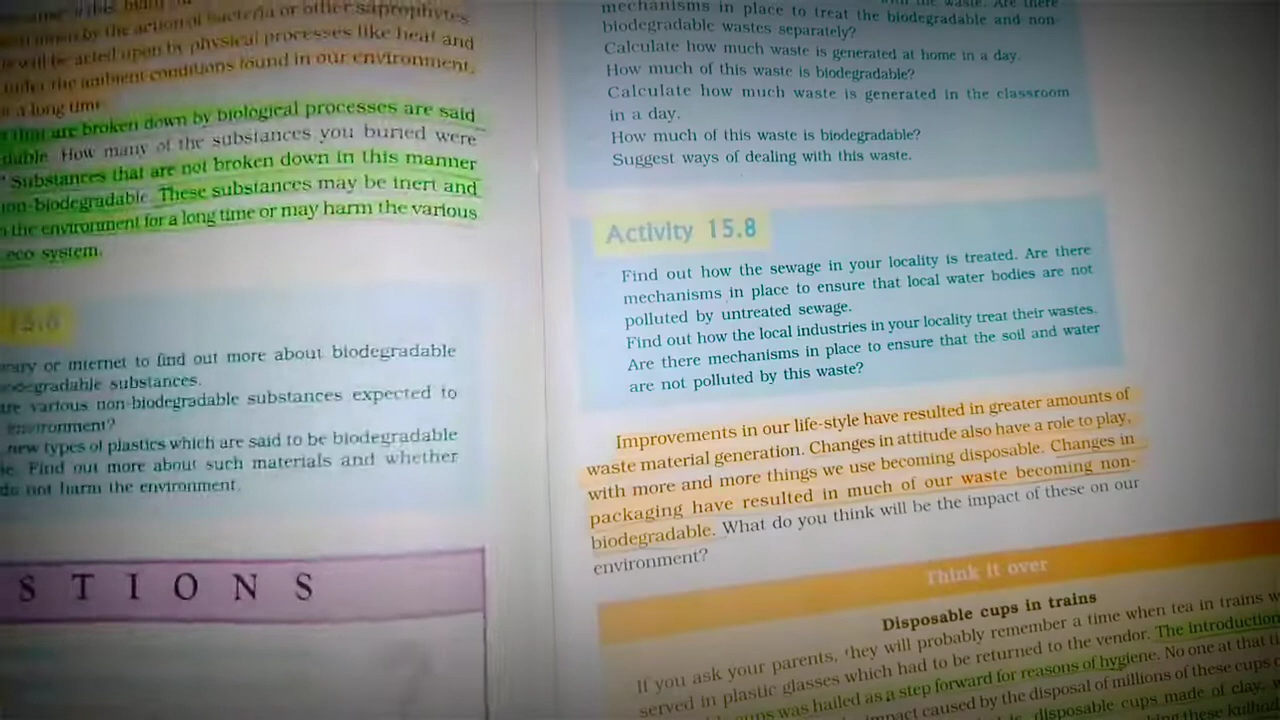 action of bacteria or other saprophytes
will be acted upon by physical processes like heat and
under the ambient conditions found in our environment,
a long time
that are broken down by biological processes are said
How many of the substances you buried were
Substances that are not broken down in this manner
non-biodegradable. These substances may be inert and
the environment for a long time or may harm the various
eco system.
15.6
or internet to find out more about biodegradable
substances.
various non-biodegradable substances expected to
environment?
new types of plastics which are said to be biodegradable
Find out more about such materials and whether
do not harm the environment.
S T I O N S
the waste. Are there
mechanisms in place to treat the biodegradable and non-
biodegradable wastes separately?
Calculate how much waste is generated at home in a day.
How much of this waste is biodegradable?
Calculate how much waste is generated in the classroom
in a day.
How much of this waste is biodegradable?
Suggest ways of dealing with this waste.
Activity 15.8
Find out how the sewage in your locality is treated. Are there
mechanisms in place to ensure that local water bodies are not
polluted by untreated sewage.
Find out how the local industries in your locality treat their wastes.
Are there mechanisms in place to ensure that the soil and water
are not polluted by this waste?
Improvements in our life-style have resulted in greater amounts of
waste material generation. Changes in attitude also have a role to play,
with more and more things we use becoming disposable. Changes in
packaging have resulted in much of our waste becoming non-
biodegradable. What do you think will be the impact of these on our
environment?
Think it over
Disposable cups in trains
If you ask your parents, they will probably remember a time when tea in trains w
served in plastic glasses which had to be returned to the vendor. The introduction
cups was hailed as a step forward for reasons of hygiene. No one at that
impact caused by the disposal of millions of these cups
disposable cups made of clay,
these kulhad